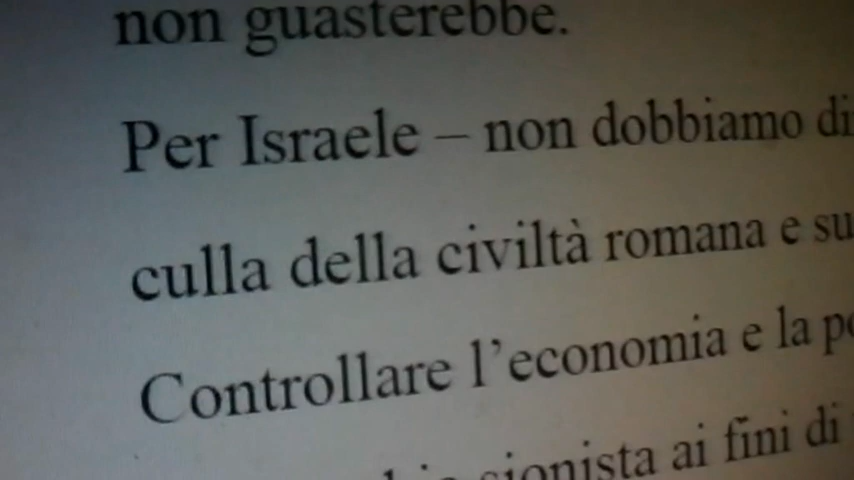 non guasterebbe.
Per Israele – non dobbiamo di
culla della civiltà romana e su
Controllare l’economia e la
sionista ai fini di